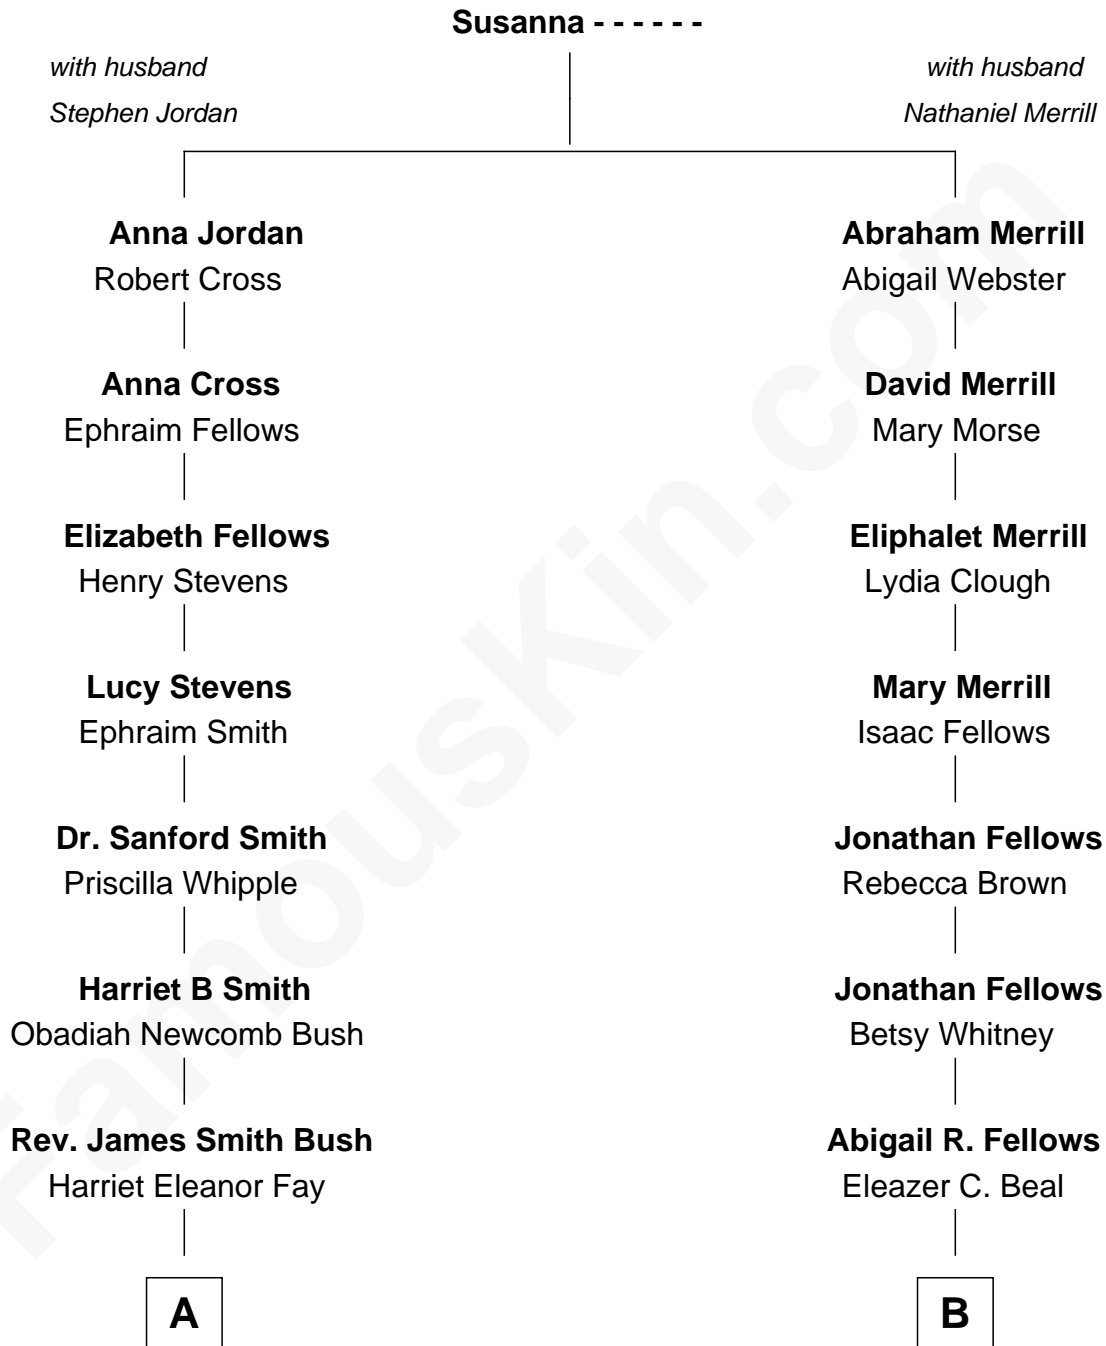 Susanna - - - - - -
with husband
Stephen Jordan
with husband
Nathaniel Merrill
Anna Jordan
Robert Cross
Abraham Merrill
Abigail Webster
Anna Cross
Ephraim Fellows
David Merrill
Mary Morse
Elizabeth Fellows
Henry Stevens
Eliphalet Merrill
Lydia Clough
Lucy Stevens
Ephraim Smith
Mary Merrill
Isaac Fellows
Dr. Sanford Smith
Priscilla Whipple
Jonathan Fellows
Rebecca Brown
Harriet B Smith
Obadiah Newcomb Bush
Jonathan Fellows
Betsy Whitney
Rev. James Smith Bush
Harriet Eleanor Fay
Abigail R. Fellows
Eleazer C. Beal
A
B
FamousKin.com